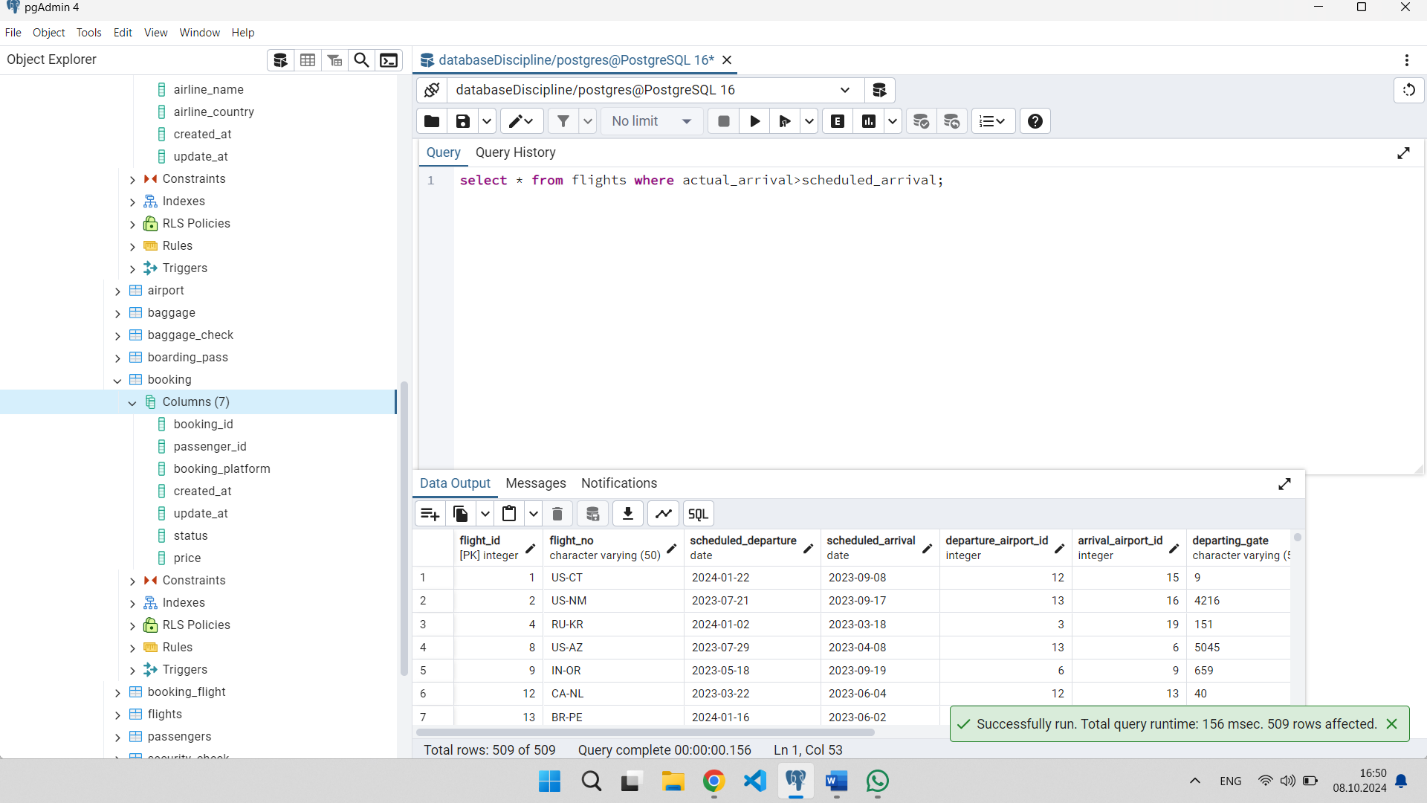 pgAdmin 4
File Object Tools Edit View Window Help
Object Explorer
databaseDiscipline/postgres@PostgreSQL 16*
airline_name
airline_country
created_at
update_at
Constraints
Indexes
RLS Policies
Rules
Triggers
airport
baggage
baggage_check
boarding_pass
booking
Columns (7)
booking_id
passenger_id
booking_platform
created_at
update_at
status
price
Constraints
Indexes
RLS Policies
Rules
Triggers
booking_flight
flights
passengers
security_check
databaseDiscipline/postgres@PostgreSQL 16
No limit
E
Query Query History
1 select * from flights where actual_arrival>scheduled_arrival;
Data Output Messages Notifications
SQL
flight_id flight_no scheduled_departure scheduled_arrival departure_airport_id arrival_airport_id departing_gate
[PK] integer character varying (50) date date integer integer character varying (5
1 1 US-CT 2024-01-22 2023-09-08 12 15 9
2 2 US-NM 2023-07-21 2023-09-17 13 16 4216
3 4 RU-KR 2024-01-02 2023-03-18 3 19 151
4 8 US-AZ 2023-07-29 2023-04-08 13 6 5045
5 9 IN-OR 2023-05-18 2023-09-19 6 9 659
6 12 CA-NL 2023-03-22 2023-06-04 12 13 40
7 13 BR-PE 2024-01-16 2023-06-02
Successfully run. Total query runtime: 156 msec. 509 rows affected.
Total rows: 509 of 509 Query complete 00:00:00.156 Ln 1, Col 53
ENG
16:50
08.10.2024